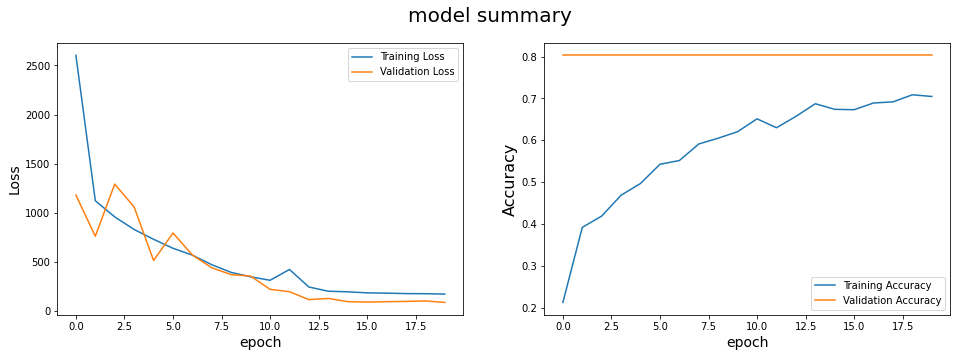 model summary
Training Loss
Validation Loss
Loss
2500
2000
1500
1000
500
0
0.0 2.5 5.0 7.5 10.0 12.5 15.0 17.5
epoch
Accuracy
0.8
0.7
0.6
0.5
0.4
0.3
0.2
Training Accuracy
Validation Accuracy
0.0 2.5 5.0 7.5 10.0 12.5 15.0 17.5
epoch